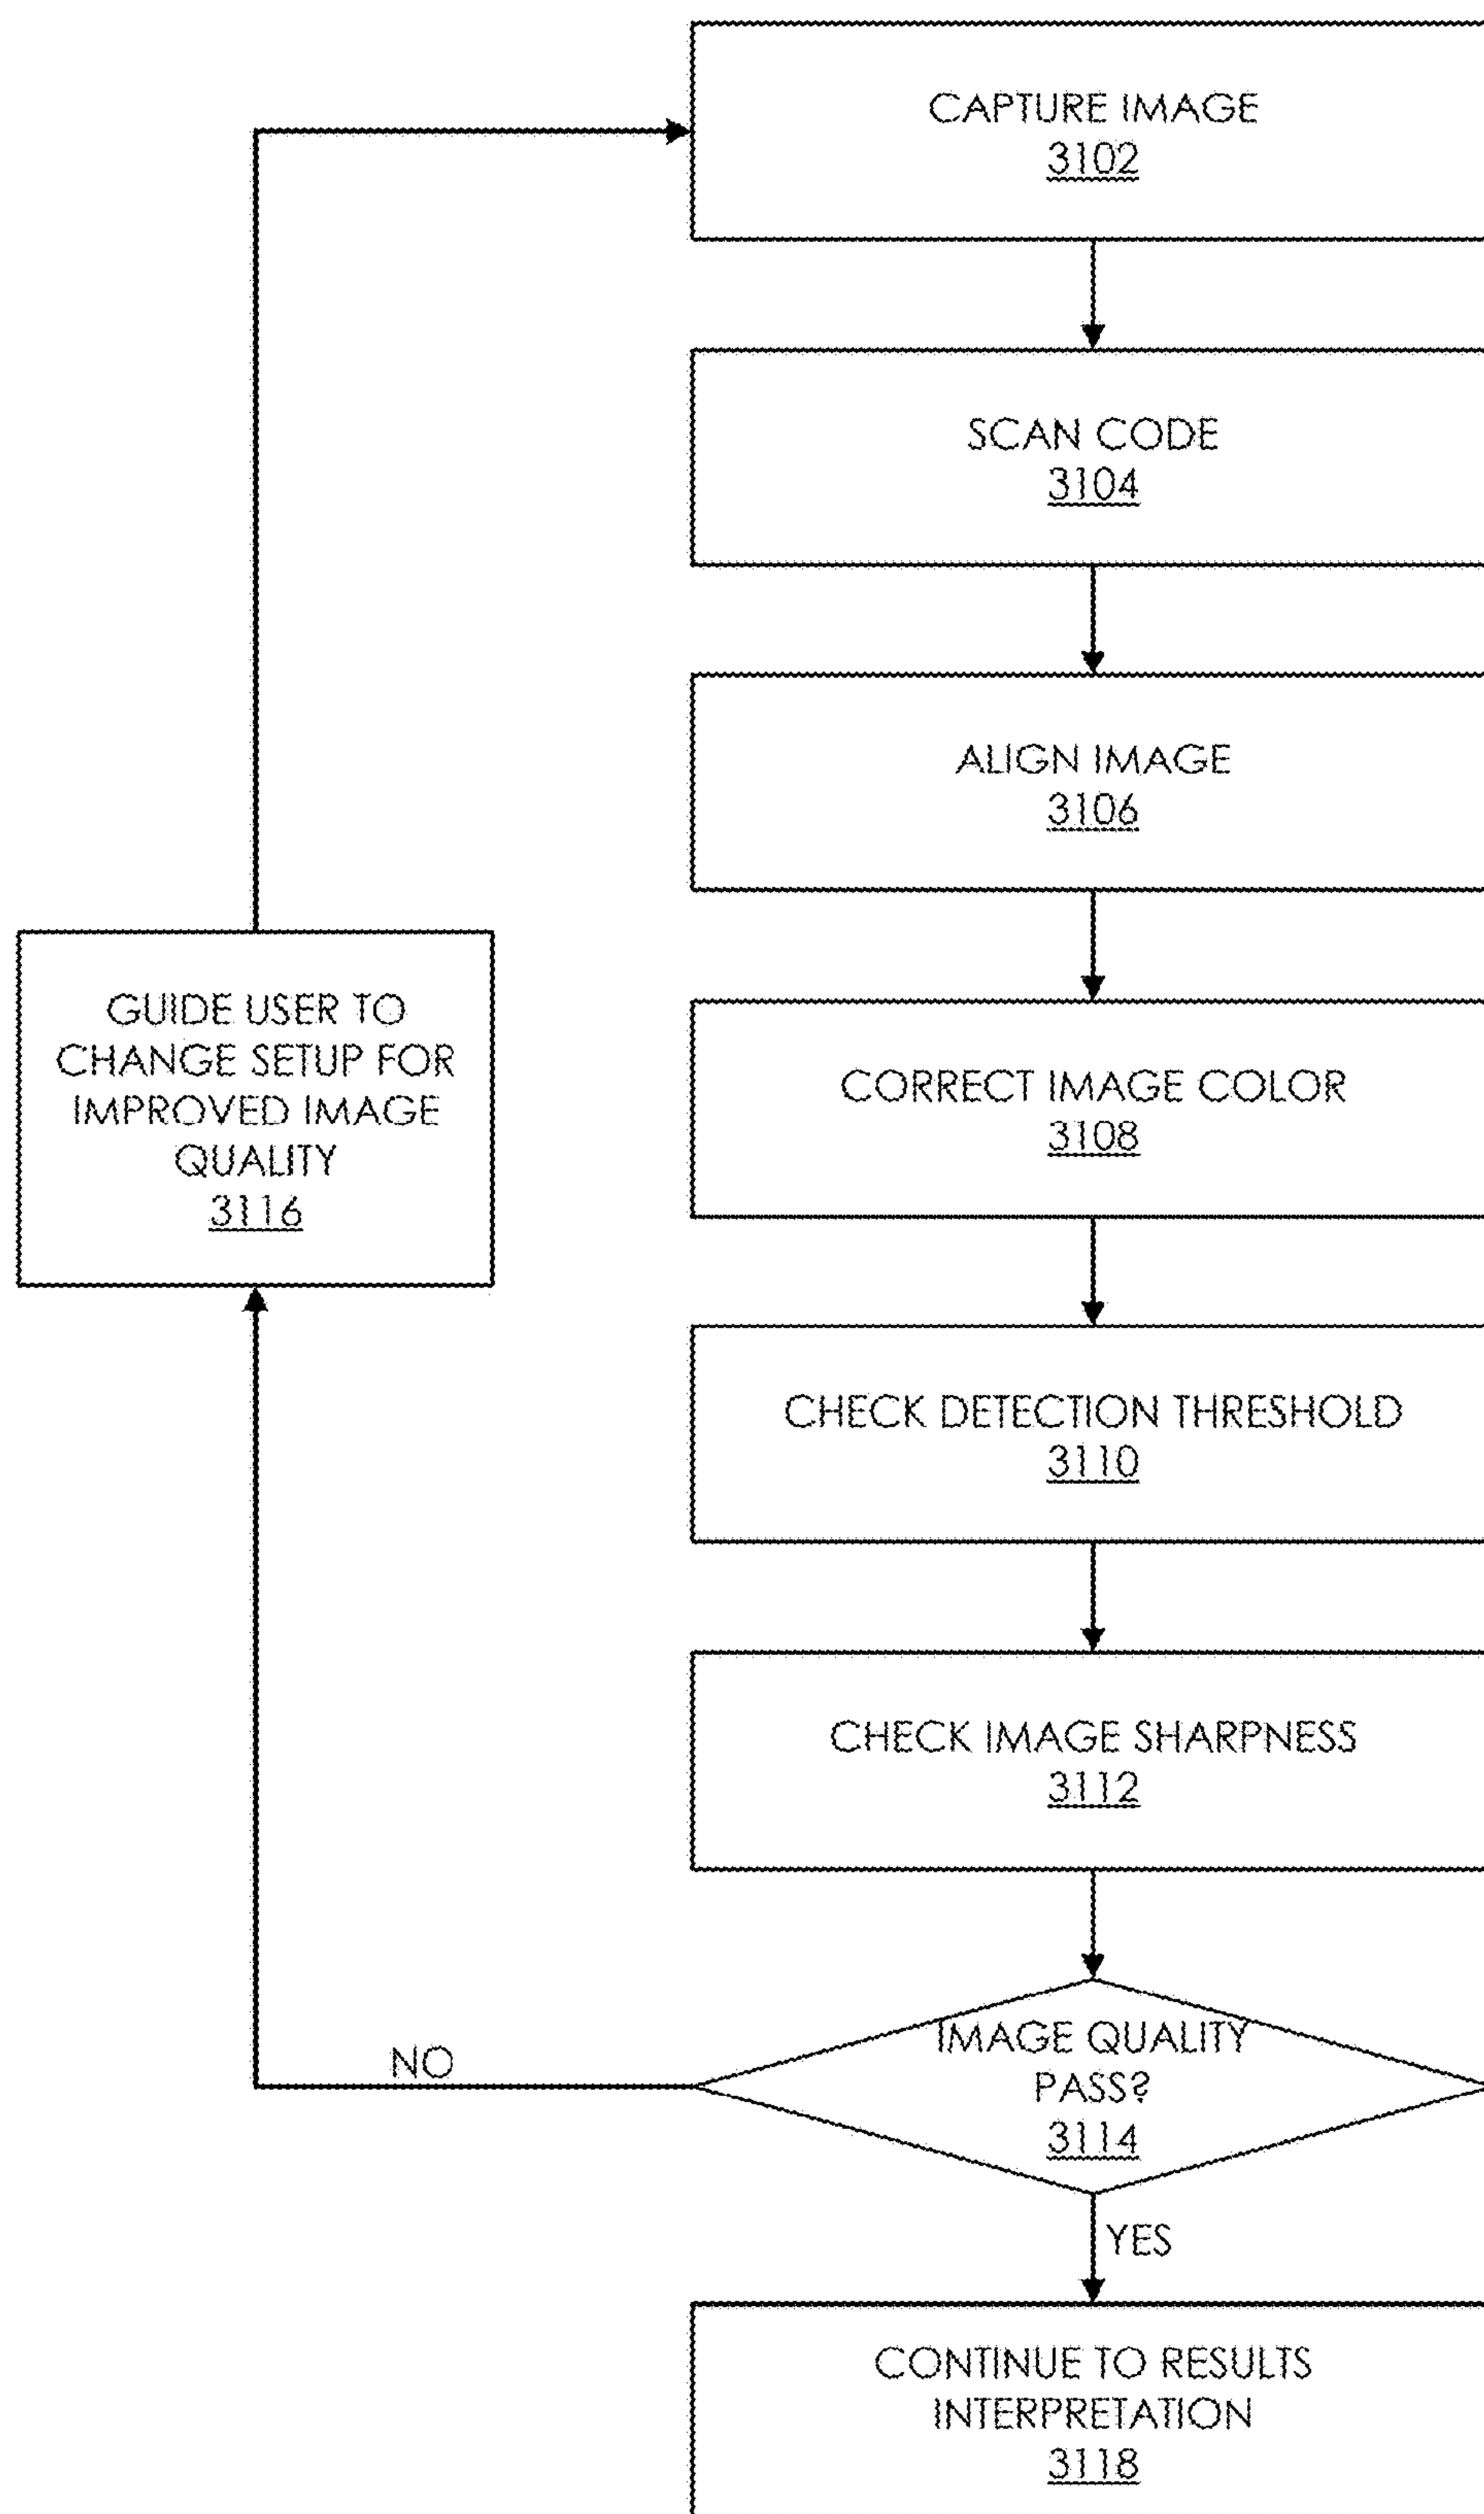 CAPTURE IMAGE
3102
SCAN CODE
3104
ALIGN IMAGE
3106
GUIDE USER TO
CHANGE SETUP FOR
IMPROVED IMAGE
QUALITY
3116
CORRECT IMAGE COLOR
3108
CHECK DETECTION THRESHOLD
3110
CHECK IMAGE SHARPNESS
3112
IMAGE QUALITY
PASS?
3114
NO
YES
CONTINUE TO RESULTS
INTERPRETATION
3118